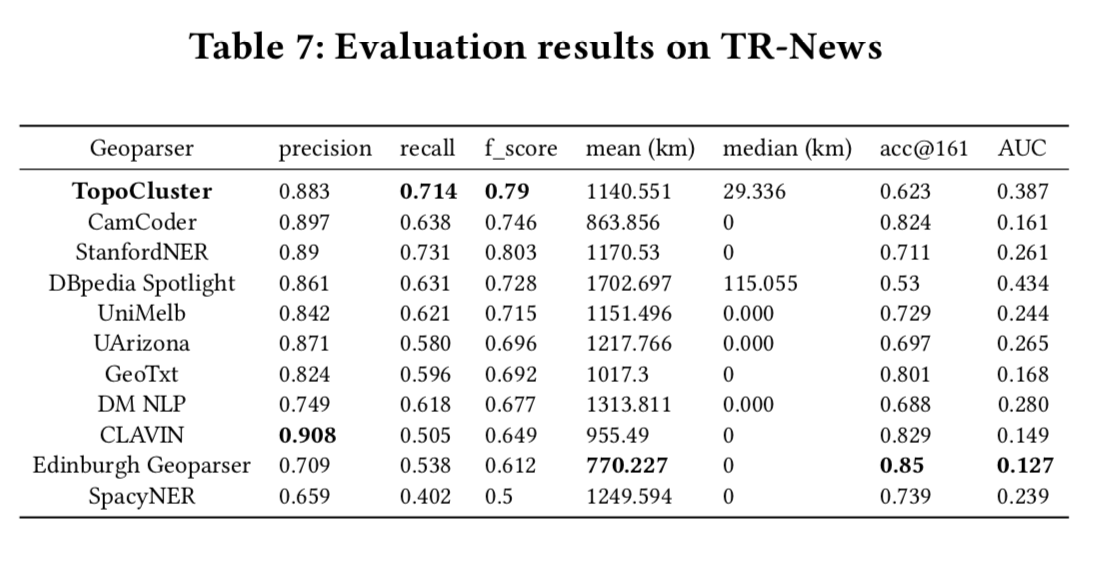 Table 7: Evaluation results on TR-News
Geoparser precision recall f_score mean (km) median (km) acc@161 AUC
TopoCluster 0.883 0.714 0.79 1140.551 29.336 0.623 0.387
CamCoder 0.897 0.638 0.746 863.856 0 0.824 0.161
StanfordNER 0.89 0.731 0.803 1170.53 0 0.711 0.261
DBpedia Spotlight 0.861 0.631 0.728 1702.697 115.055 0.53 0.434
UniMelb 0.842 0.621 0.715 1151.496 0.000 0.729 0.244
UArizona 0.871 0.580 0.696 1217.766 0.000 0.697 0.265
GeoTxt 0.824 0.596 0.692 1017.3 0 0.801 0.168
DM NLP 0.749 0.618 0.677 1313.811 0.000 0.688 0.280
CLAVIN 0.908 0.505 0.649 955.49 0 0.829 0.149
Edinburgh Geoparser 0.709 0.538 0.612 770.227 0 0.85 0.127
SpacyNER 0.659 0.402 0.5 1249.594 0 0.739 0.239